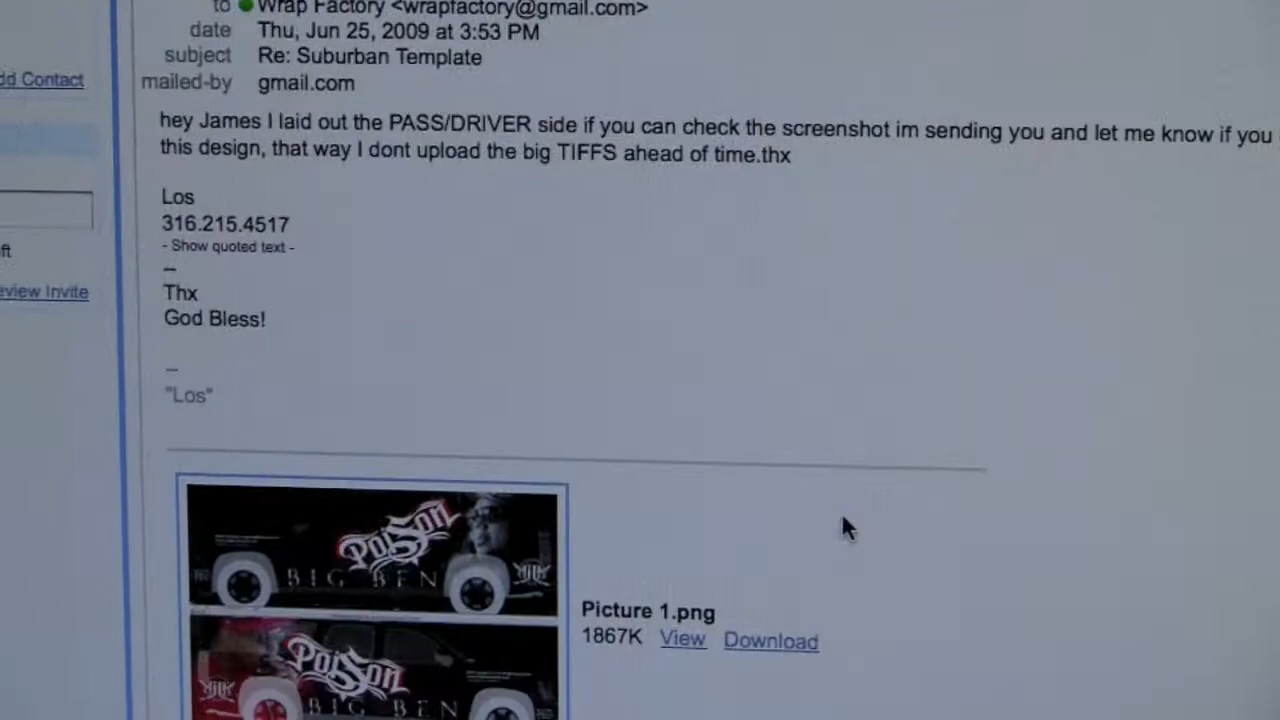 to Wrap Factory <wrapfactory@gmail.com>
date Thu, Jun 25, 2009 at 3:53 PM
subject Re: Suburban Template
mailed-by gmail.com
dd Contact
hey James I laid out the PASS/DRIVER side if you can check the screenshot im sending you and let me know if you
this design, that way I dont upload the big TIFFS ahead of time.thx
Los
316.215.4517
- Show quoted text -
ft
--
eview Invite
Thx
God Bless!
--
"Los"
Poison
BIG BEN
Picture 1.png
1867K View Download
Poison
BIG BEN